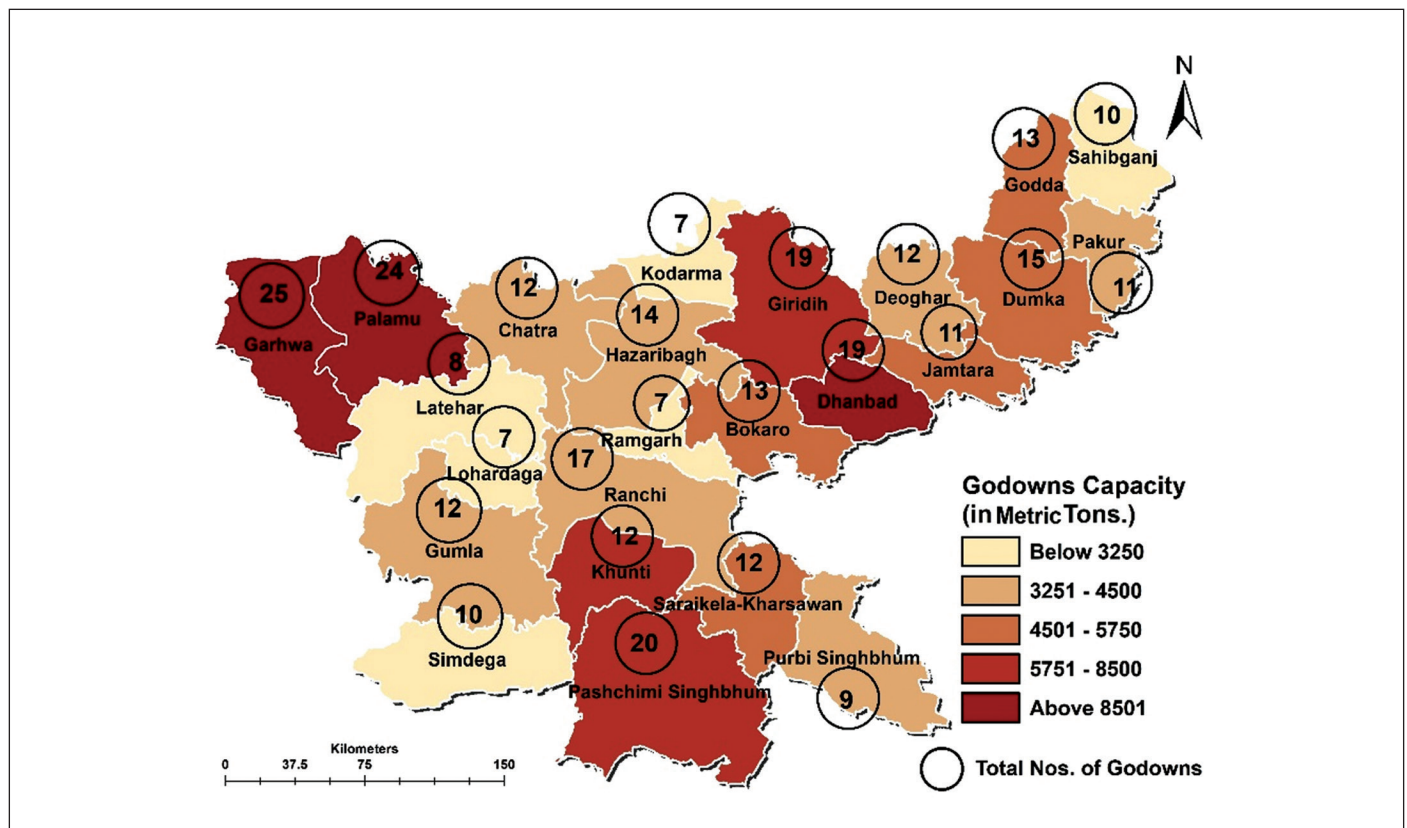 N
10
Sahibganj
13
Godda
7
Kodarma
Pakur
11
19
Giridih
12
Deoghar
15
Dumka
25
Garhwa
24
Palamu
12
Chatra
14
Hazaribagh
11
Jamtara
19
Dhanbad
8
Latehar
7
Ramgarh
13
Bokaro
7
Lohardaga
17
Ranchi
12
Gumla
12
Khunti
12
Saraikela-Kharsawan
10
Simdega
20
Pashchimi Singhbhum
Purbi Singhbhum
9
Godowns Capacity
(in Metric Tons.)
Below 3250
3251 - 4500
4501 - 5750
5751 - 8500
Above 8501
Total Nos. of Godowns
Kilometers
0 37.5 75 150